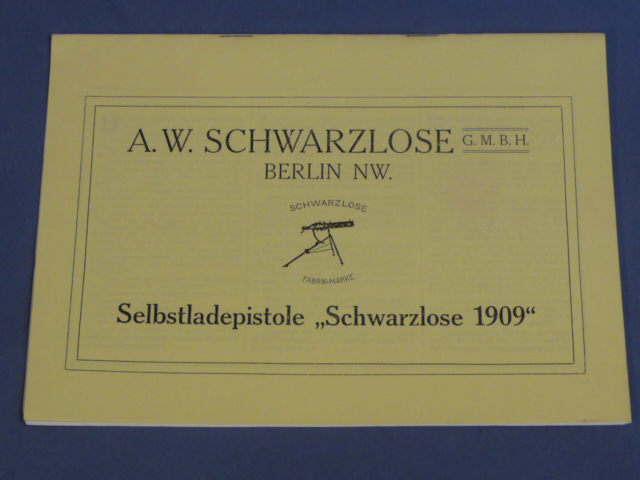 A.W. SCHWARZLOSE G. M. B. H.
BERLIN NW.
SCHWARZLOSE
FABRIK-MARKE
Selbstladepistole „Schwarzlose 1909“